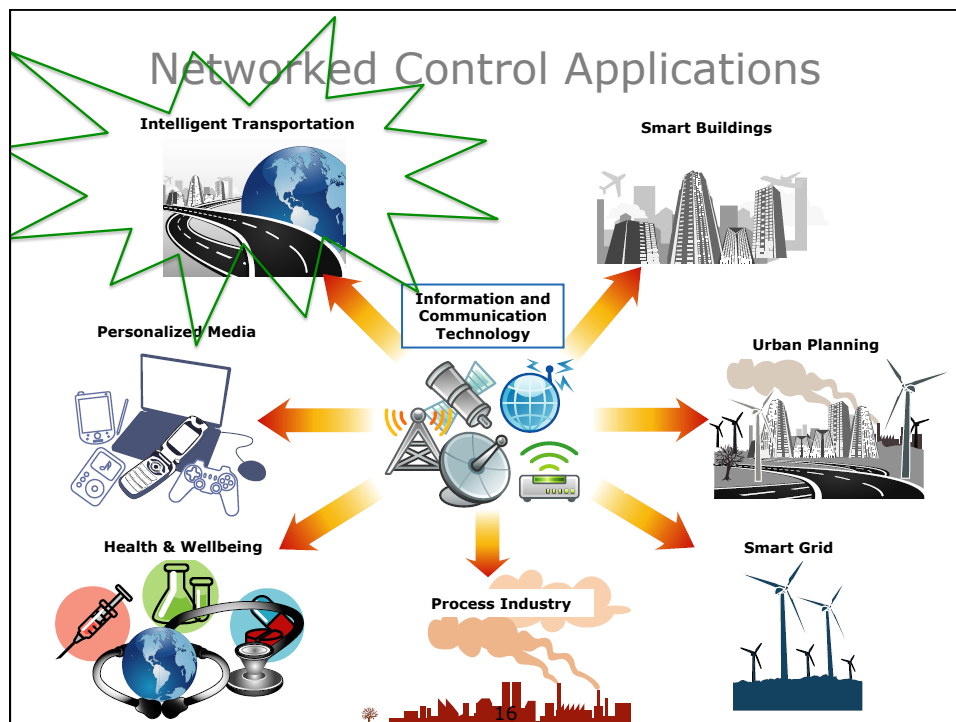 Networked Control Applications
Intelligent Transportation
Smart Buildings
Information and
Communication
Technology
Personalized Media
Urban Planning
Health & Wellbeing
Process Industry
Smart Grid
16